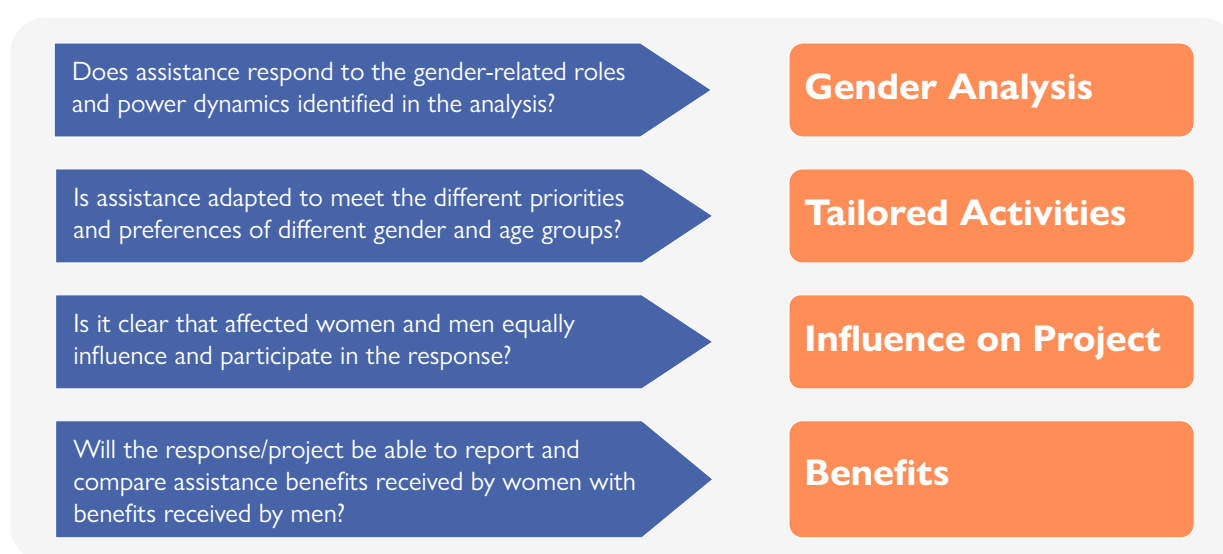 Does assistance respond to the gender-related roles
and power dynamics identified in the analysis?
Gender Analysis
Is assistance adapted to meet the different priorities
and preferences of different gender and age groups?
Tailored Activities
Is it clear that affected women and men equally
influence and participate in the response?
Influence on Project
Will the response/project be able to report and
compare assistance benefits received by women with
benefits received by men?
Benefits